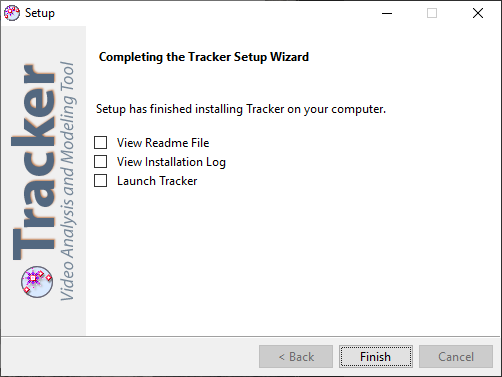 Setup
Tracker
Video Analysis and Modeling Tool
Completing the Tracker Setup Wizard
Setup has finished installing Tracker on your computer.
View Readme File
View Installation Log
Launch Tracker
< Back
Finish
Cancel